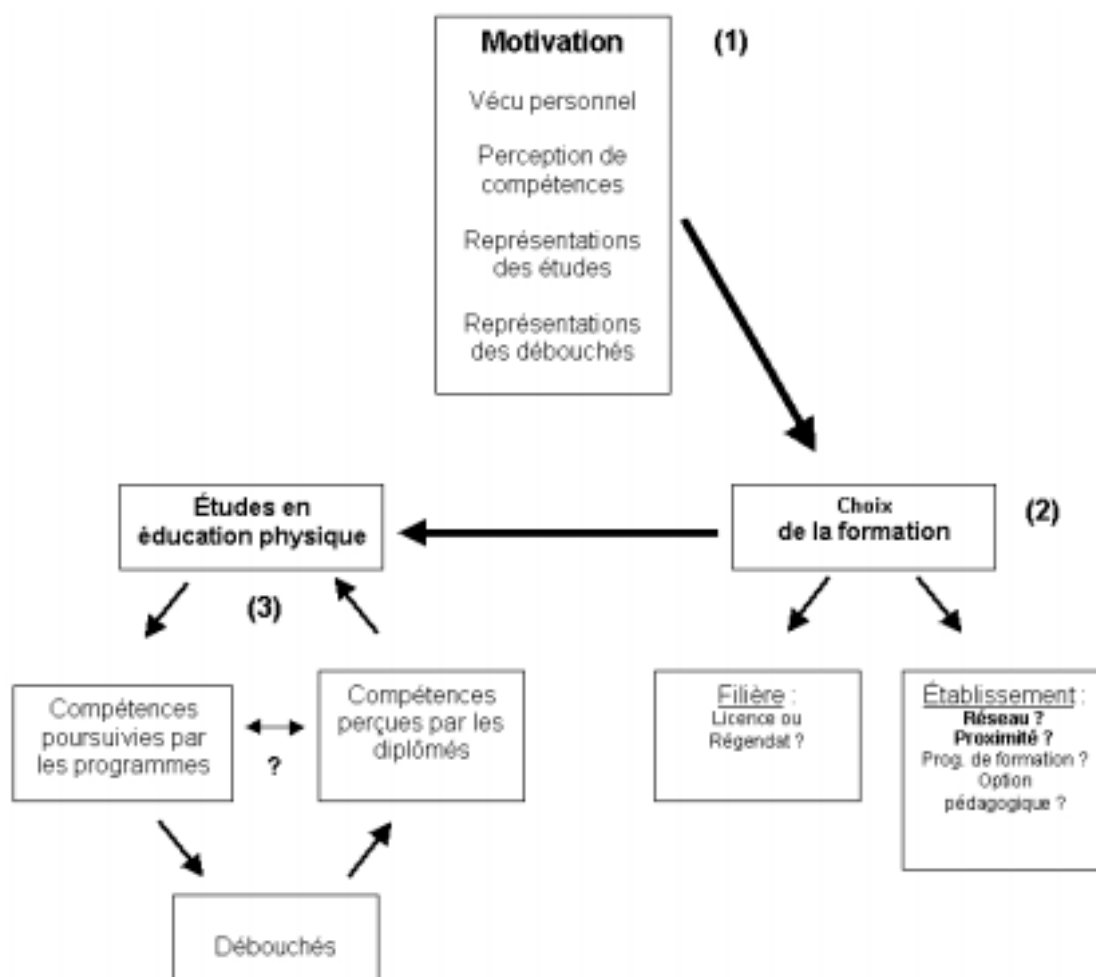 Motivation
(1)
Vécu personnel
Perception de
compétences
Représentations
des études
Représentations
des débouchés
Études en
éducation physique
Choix
de la formation
(2)
(3)
Compétences
poursuivies par
les programmes
?
Compétences
perçues par les
diplômés
Filière :
Licence ou
Régendat ?
Établissement :
Réseau ?
Proximité ?
Prog. de formation ?
Option
pédagogique ?
Débouchés